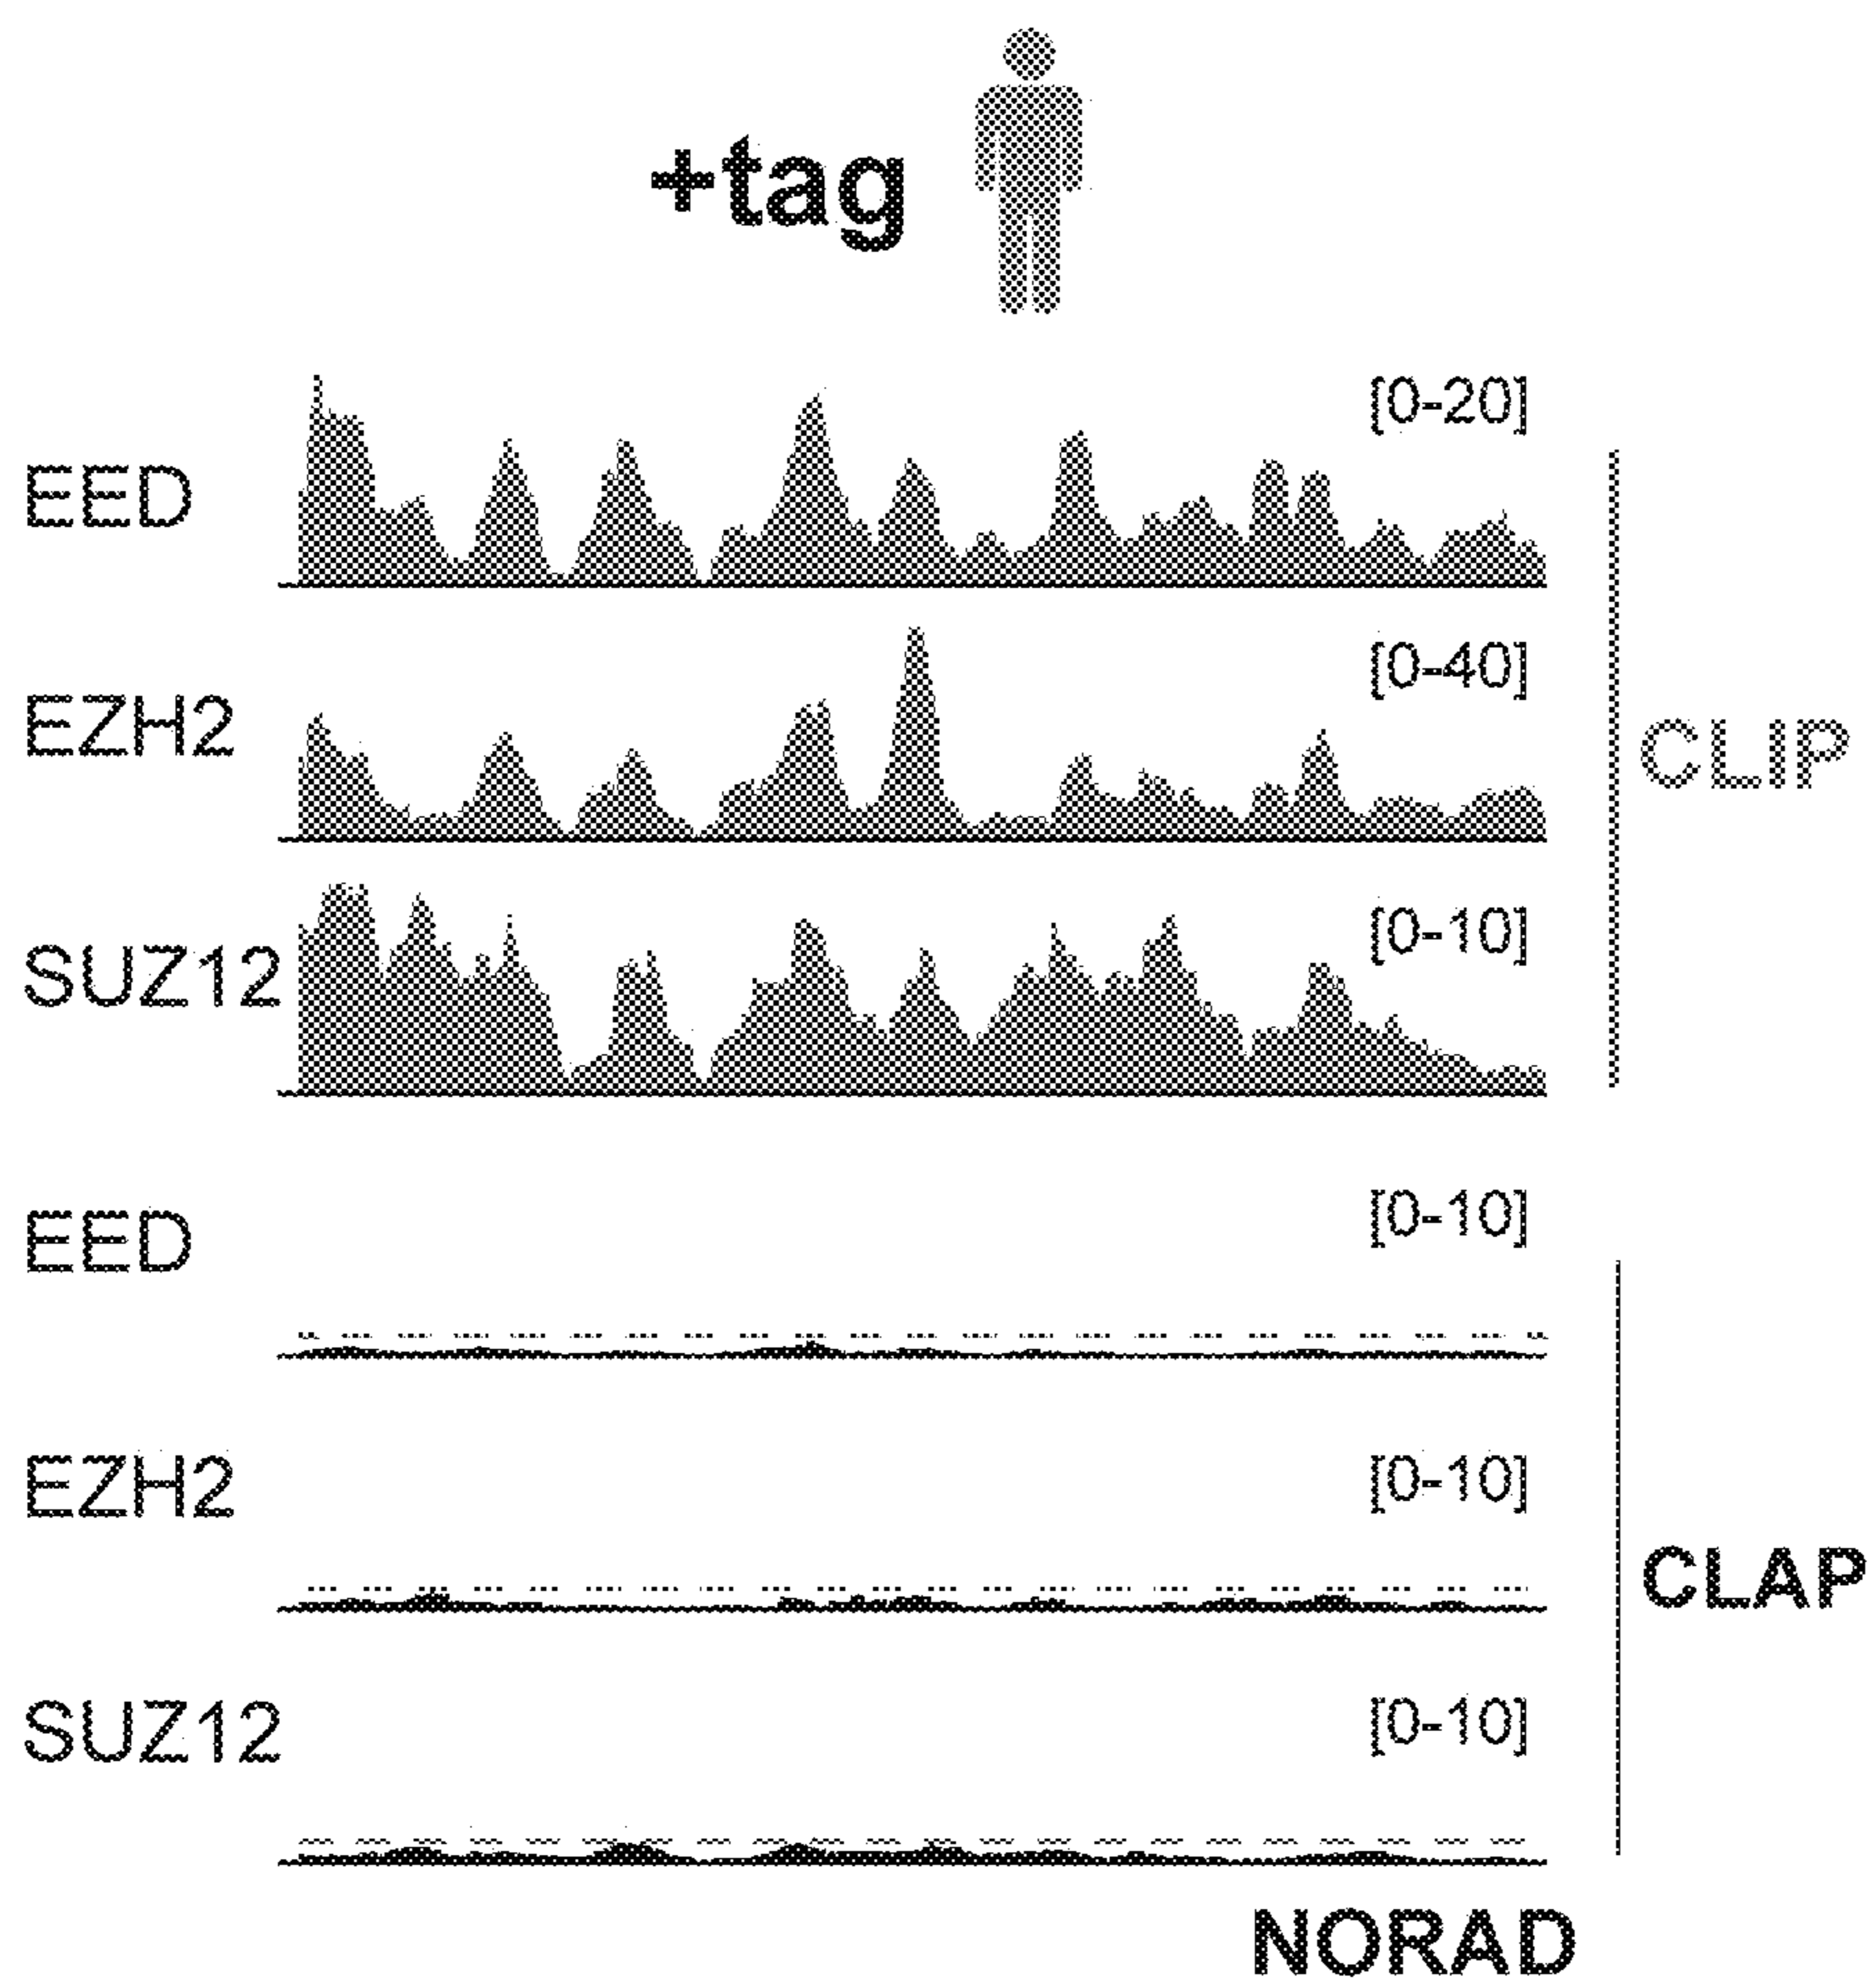 +tag
[0-20]
EED
[0-40]
EZH2
CLIP
[0-10]
SUZ12
[0-10]
EED
[0-10]
EZH2
CLAP
[0-10]
SUZ12
NORAD